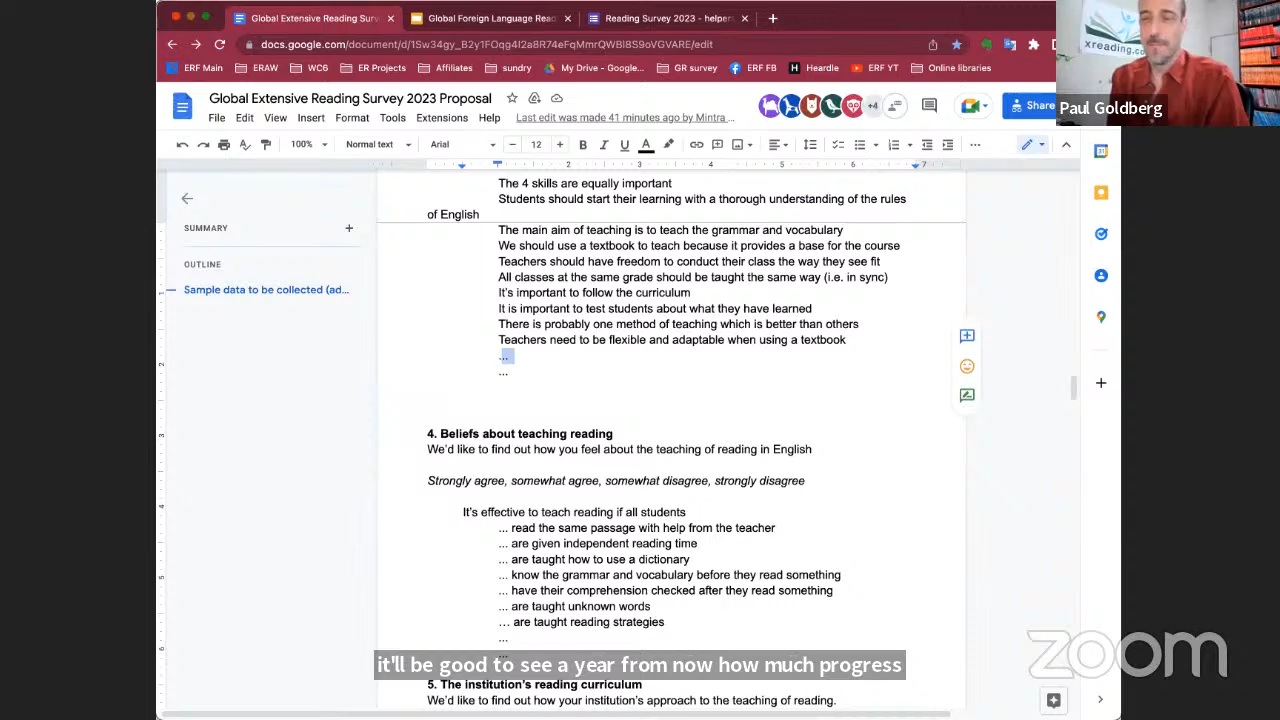 Global Extensive Reading Surv
Global Foreign Language Read
Reading Survey 2023 - helpers
docs.google.com/document/d/1Sw34gy_B2y1FOqg4I2a8R74eFqMmrQWBl8S9oVGVARE/edit
ERF Main
ERAW
WC6
ER Projects
Affiliates
sundry
My Drive - Google...
GR survey
ERF FB
Heardle
ERF YT
Online libraries
xreading.co
Paul Goldberg
Global Extensive Reading Survey 2023 Proposal
+4
Share
File Edit View Insert Format Tools Extensions Help
Last edit was made 41 minutes ago by Mintra ...
100%
Normal text
Arial
12
2 3 4 5 6 7
SUMMARY
OUTLINE
Sample data to be collected (ad...
The 4 skills are equally important
Students should start their learning with a thorough understanding of the rules
of English
The main aim of teaching is to teach the grammar and vocabulary
We should use a textbook to teach because it provides a base for the course
Teachers should have freedom to conduct their class the way they see fit
All classes at the same grade should be taught the same way (i.e. in sync)
It's important to follow the curriculum
It is important to test students about what they have learned
There is probably one method of teaching which is better than others
Teachers need to be flexible and adaptable when using a textbook
...
...
4. Beliefs about teaching reading
We'd like to find out how you feel about the teaching of reading in English
Strongly agree, somewhat agree, somewhat disagree, strongly disagree
It's effective to teach reading if all students
... read the same passage with help from the teacher
... are given independent reading time
... are taught how to use a dictionary
... know the grammar and vocabulary before they read something
... have their comprehension checked after they read something
... are taught unknown words
... are taught reading strategies
...
it'll be good to see a year from now how much progress
5. The institution's reading curriculum
We'd like to find out how your institution's approach to the teaching of reading.
zoom